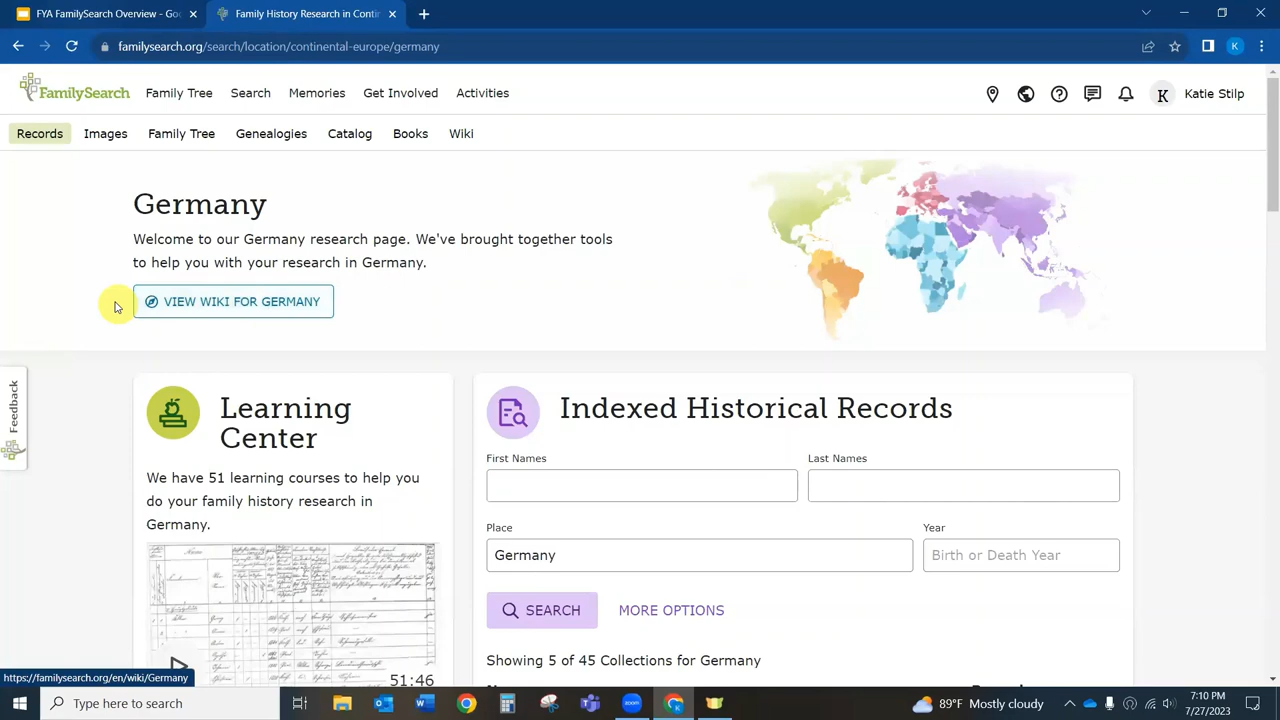 FYA FamilySearch Overview - Goo
Family History Research in Contin
familysearch.org/search/location/continental-europe/germany
K
FamilySearch
Family Tree
Search
Memories
Get Involved
Activities
K
Katie Stilp
Records
Images
Family Tree
Genealogies
Catalog
Books
Wiki
Germany
Welcome to our Germany research page. We've brought together tools
to help you with your research in Germany.
VIEW WIKI FOR GERMANY
Feedback
Learning
Center
We have 51 learning courses to help you
do your family history research in
Germany.
51:46
Indexed Historical Records
First Names
Last Names
Place
Year
Germany
Birth or Death Year
SEARCH
MORE OPTIONS
Showing 5 of 45 Collections for Germany
https://familysearch.org/en/wiki/Germany
Type here to search
zoom
89°F Mostly cloudy
7:10 PM
7/27/2023